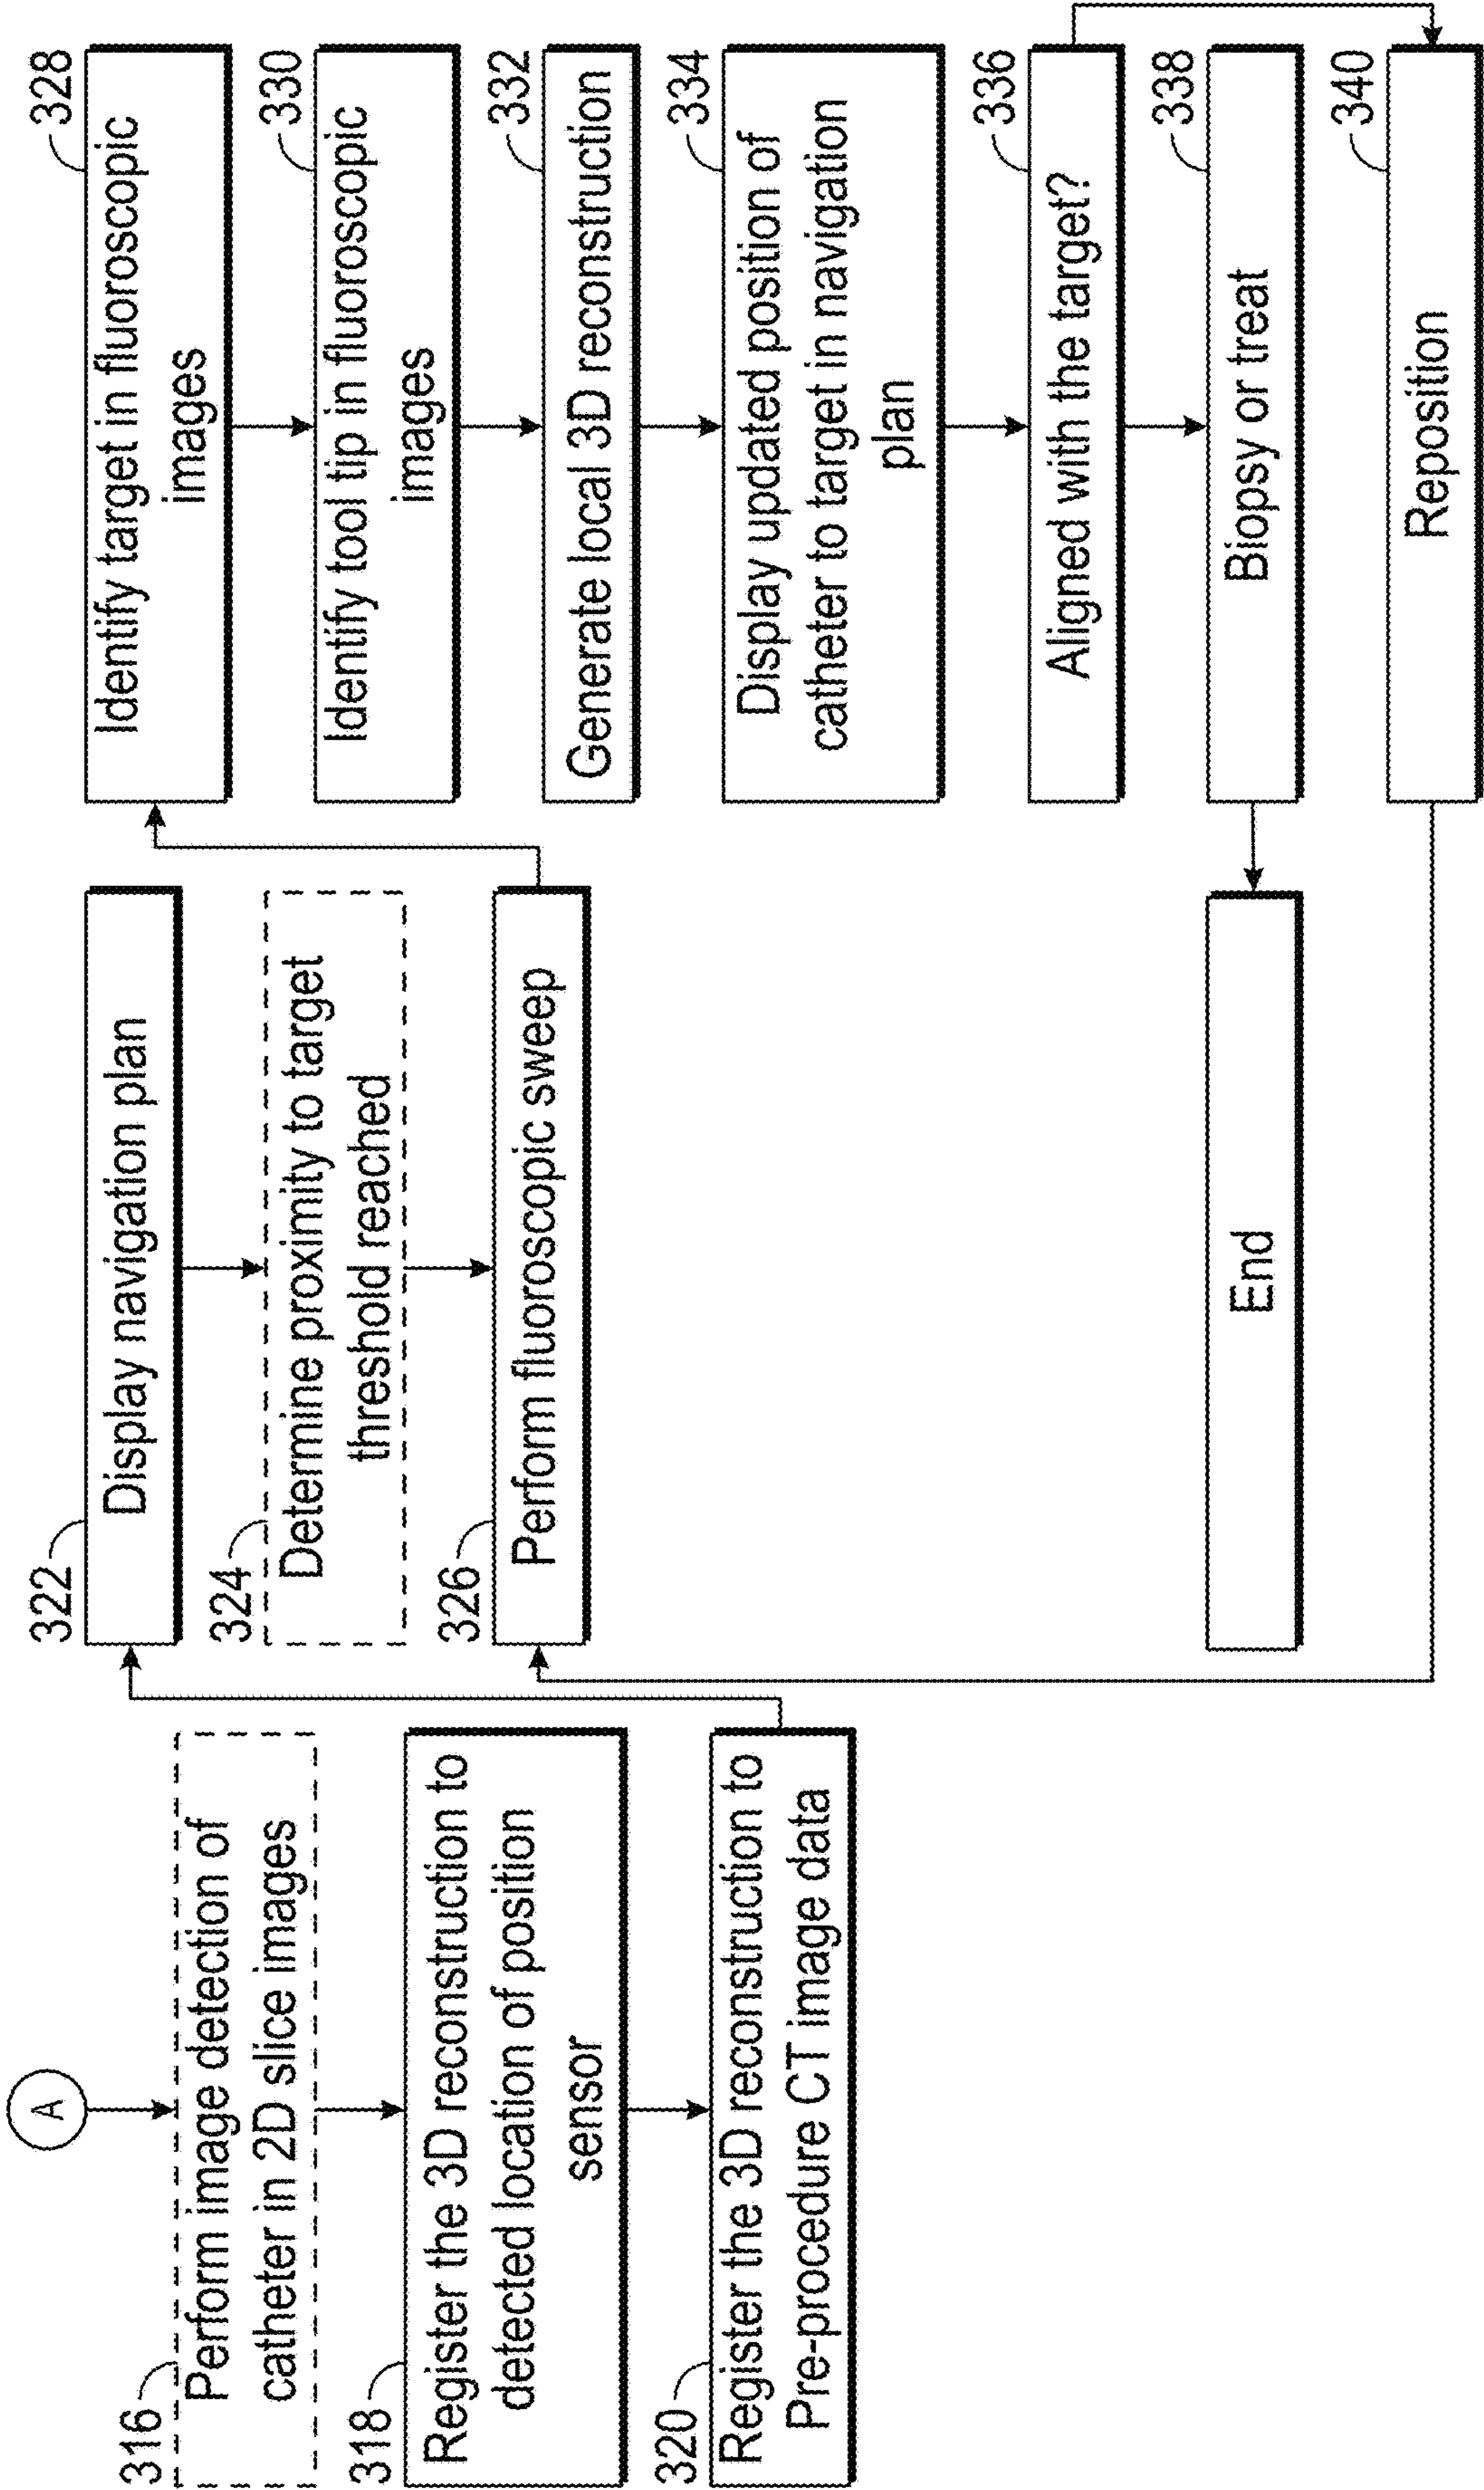 A
316
Perform image detection of
catheter in 2D slice images
318
Register the 3D reconstruction to
detected location of position
sensor
320
Register the 3D reconstruction to
Pre-procedure CT image data
322
Display navigation plan
324
Determine proximity to target
threshold reached
326
Perform fluoroscopic sweep
328
Identify target in fluoroscopic
images
330
Identify tool tip in fluoroscopic
images
332
Generate local 3D reconstruction
334
Display updated position of
catheter to target in navigation
plan
336
Aligned with the target?
338
Biopsy or treat
End
340
Reposition